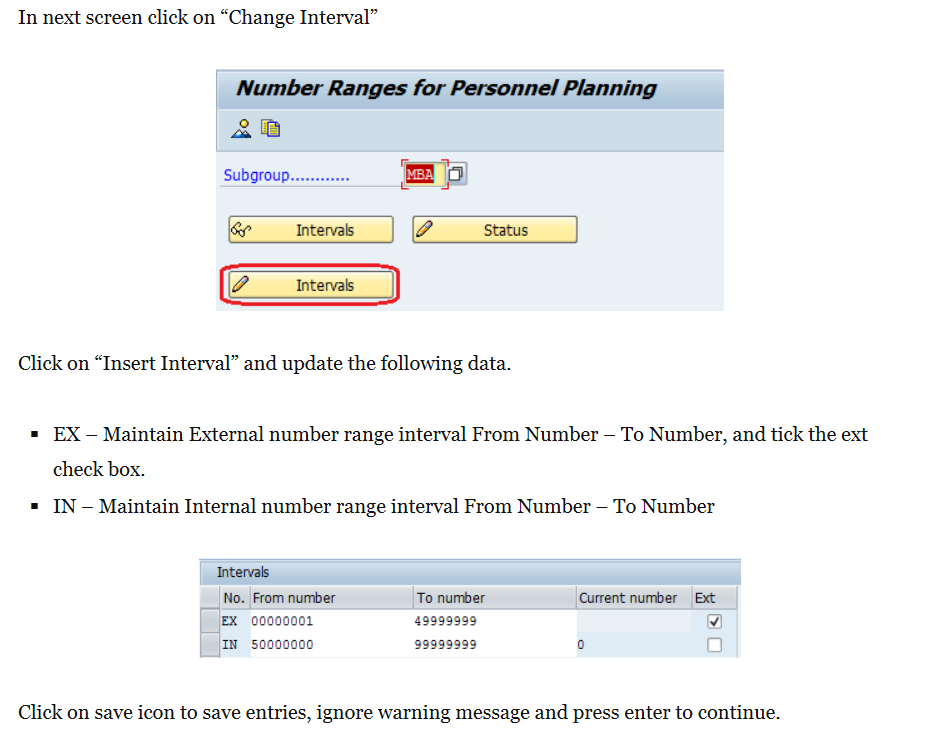 In next screen click on “Change Interval”
Number Ranges for Personnel Planning
Subgroup............ MBA
Intervals Status
Intervals
Click on “Insert Interval” and update the following data.
▪ EX – Maintain External number range interval From Number – To Number, and tick the ext
check box.
▪ IN – Maintain Internal number range interval From Number – To Number
Intervals
No. From number To number Current number Ext
EX 00000001 49999999
IN 50000000 99999999 0
Click on save icon to save entries, ignore warning message and press enter to continue.